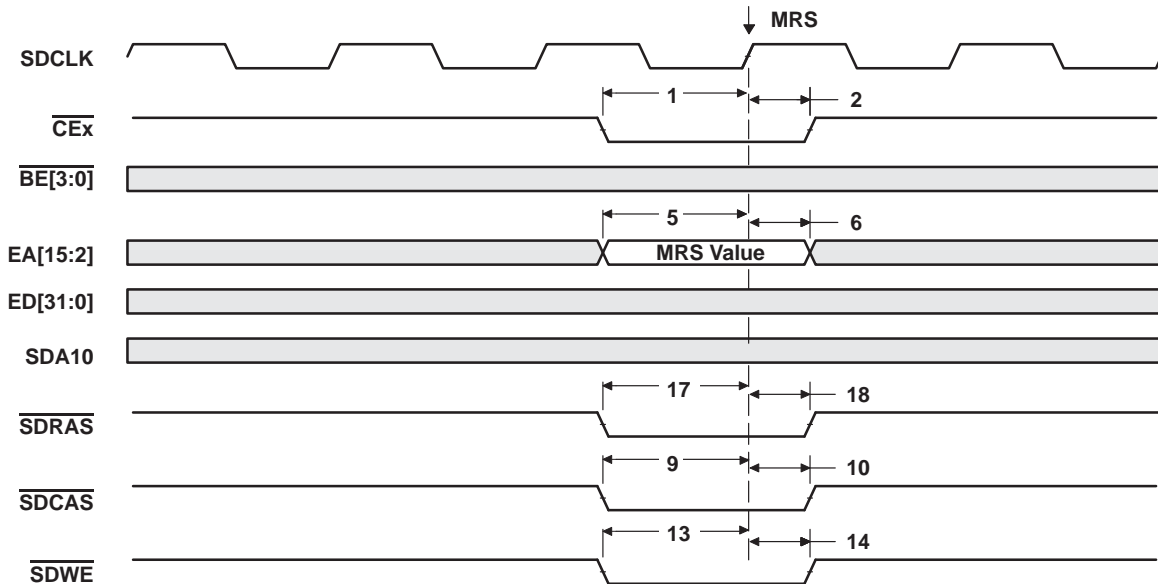 MRS
SDCLK
1 2
CEx
BE[3:0]
5 6
EA[15:2] MRS Value
ED[31:0]
SDA10
17 18
SDRAS
9 10
SDCAS
13 14
SDWE